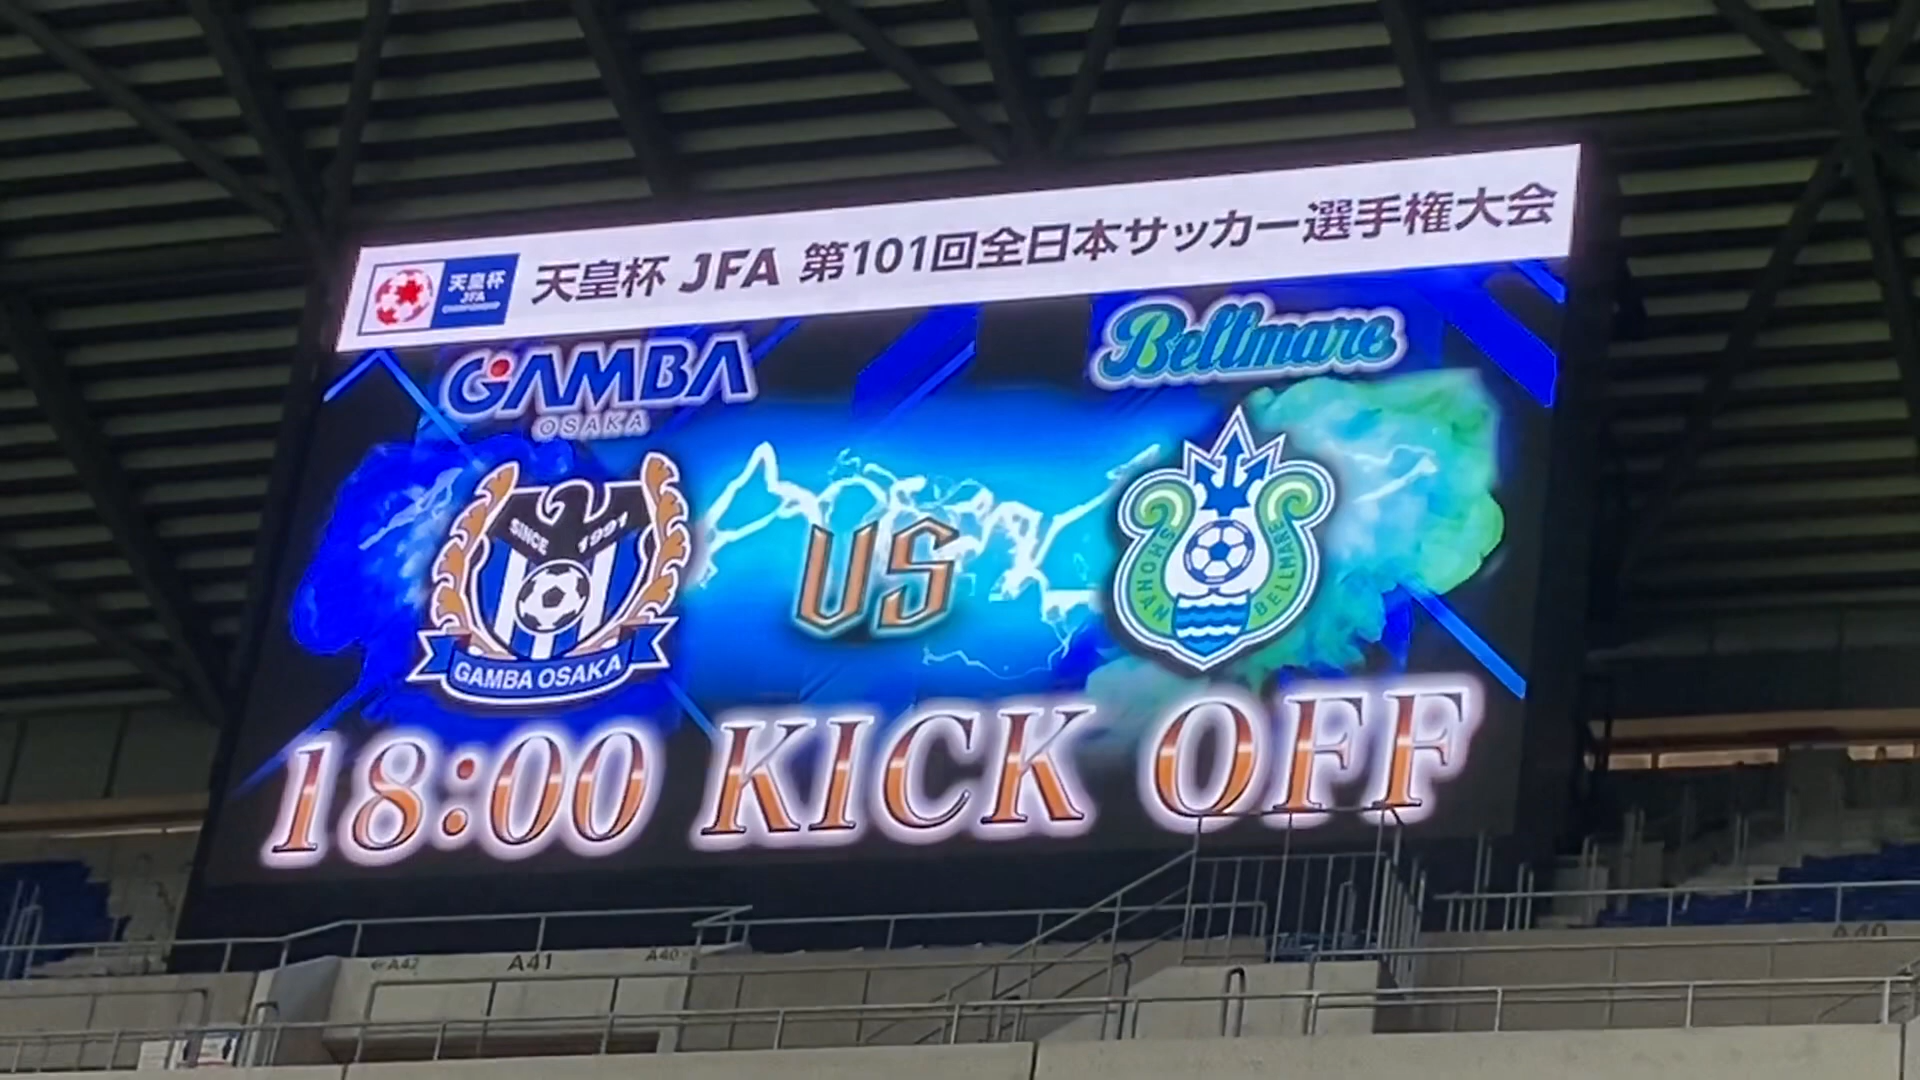 天皇杯 JFA 第101回全日本サッカー選手権大会
天皇杯
JFA
CHAMPIONSHIP
GAMBA
OSAKA
Bellmare
SINCE 1991
GAMBA OSAKA
VS
SHONAN BELLMARE
18:00 KICK OFF
←A42
A41
A40
A40